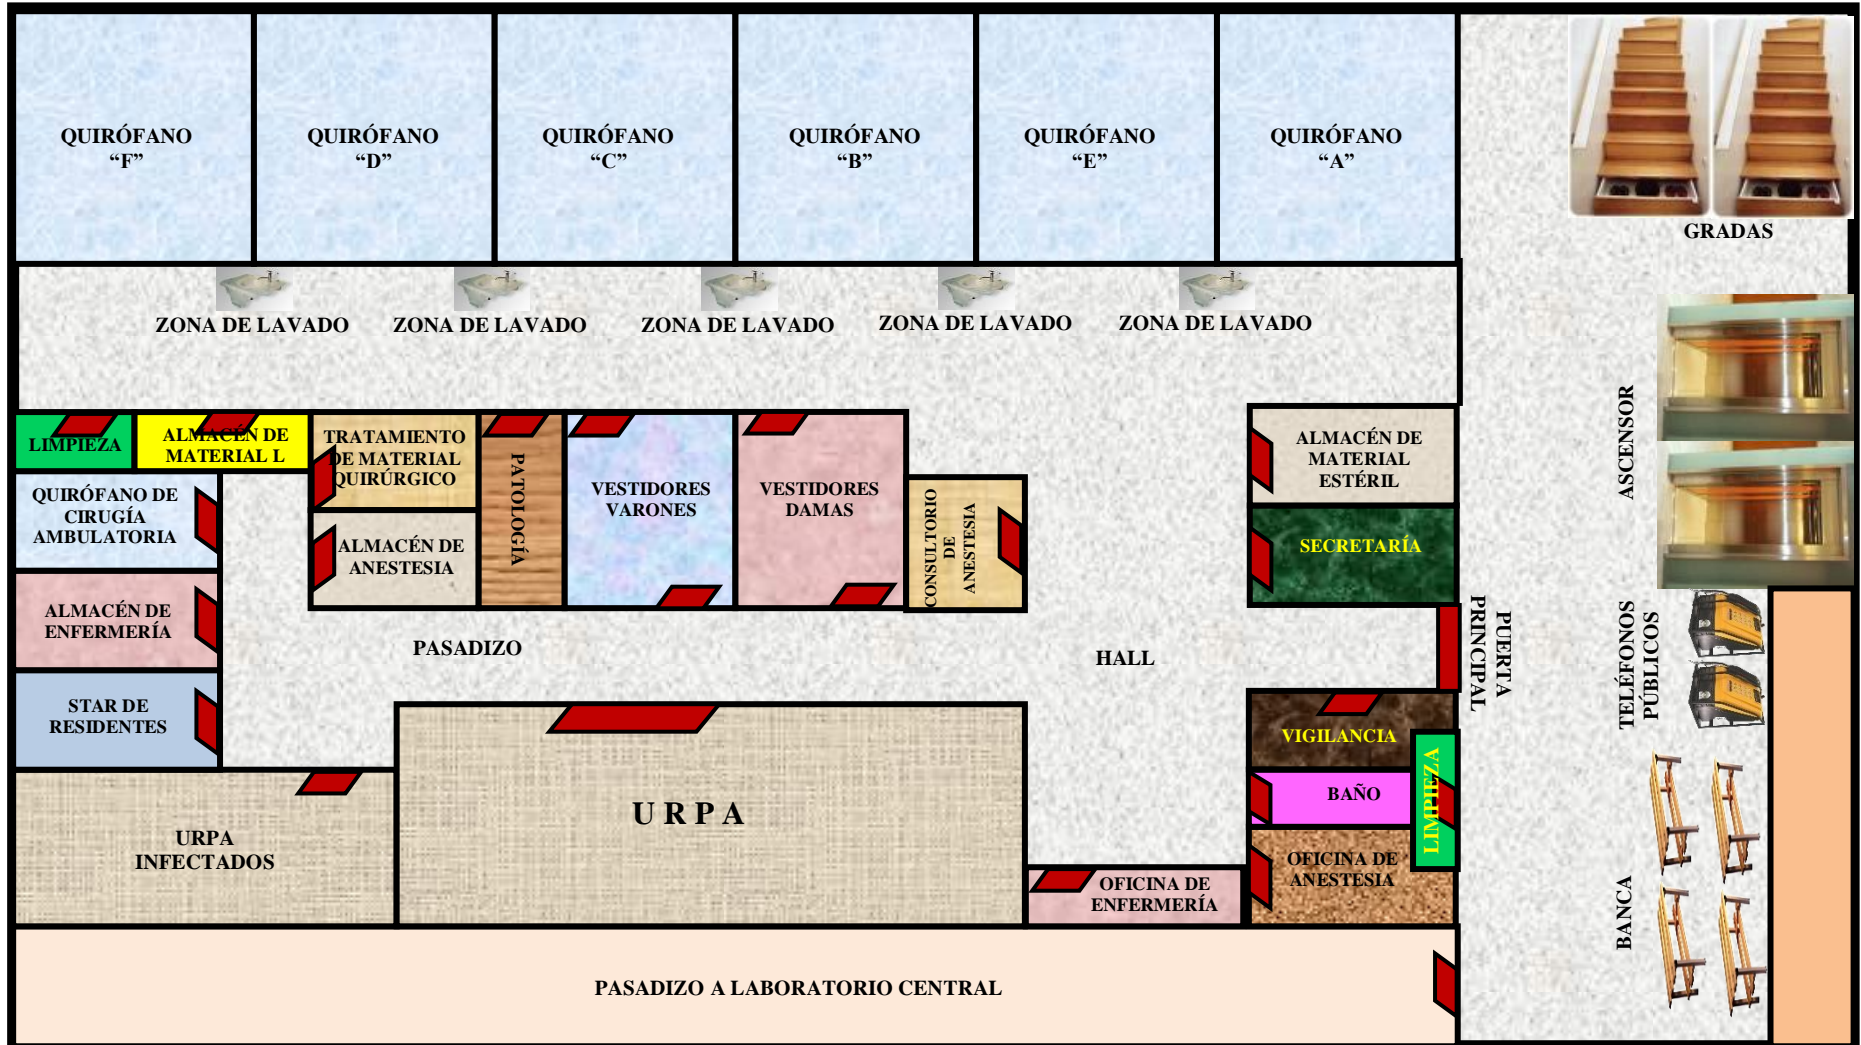 QUIRÓFANO
“F”
QUIRÓFANO
“D”
QUIRÓFANO
“C”
QUIRÓFANO
“B”
QUIRÓFANO
“E”
QUIRÓFANO
“A”
GRADAS
ZONA DE LAVADO
ZONA DE LAVADO
ZONA DE LAVADO
ZONA DE LAVADO
ZONA DE LAVADO
ASCENSOR
LIMPIEZA
ALMACÉN DE
MATERIAL L
TRATAMIENTO
DE MATERIAL
QUIRÚRGICO
PATOLOGÍA
VESTIDORES
VARONES
VESTIDORES
DAMAS
CONSULTORIO
DE
ANESTESIA
ALMACÉN DE
MATERIAL
ESTÉRIL
QUIRÓFANO DE
CIRUGÍA
AMBULATORIA
ALMACÉN DE
ANESTESIA
SECRETARÍA
ALMACÉN DE
ENFERMERÍA
PASADIZO
HALL
PUERTA
PRINCIPAL
TELÉFONOS
PÚBLICOS
STAR DE
RESIDENTES
VIGILANCIA
LIMPIEZA
BAÑO
U R P A
URPA
INFECTADOS
OFICINA DE
ENFERMERÍA
OFICINA DE
ANESTESIA
BANCA
PASADIZO A LABORATORIO CENTRAL